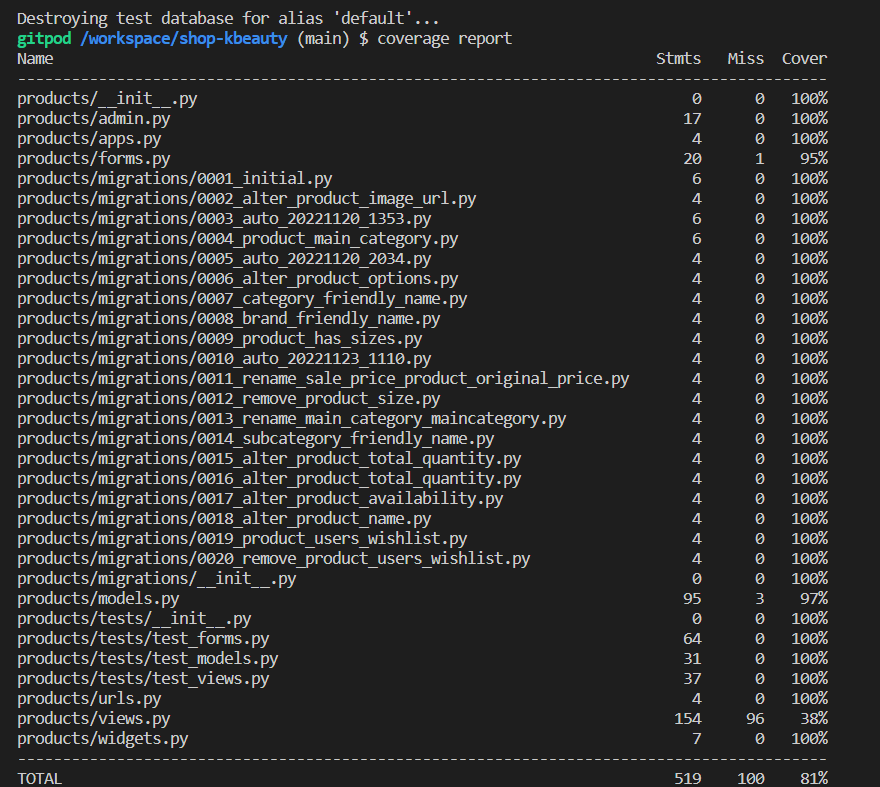 Destroying test database for alias 'default'...
gitpod /workspace/shop-kbeauty (main) $ coverage report
Name Stmts Miss Cover
------------------------------------------------------------------------------------------
products/__init__.py 0 0 100%
products/admin.py 17 0 100%
products/apps.py 4 0 100%
products/forms.py 20 1 95%
products/migrations/0001_initial.py 6 0 100%
products/migrations/0002_alter_product_image_url.py 4 0 100%
products/migrations/0003_auto_20221120_1353.py 6 0 100%
products/migrations/0004_product_main_category.py 6 0 100%
products/migrations/0005_auto_20221120_2034.py 4 0 100%
products/migrations/0006_alter_product_options.py 4 0 100%
products/migrations/0007_category_friendly_name.py 4 0 100%
products/migrations/0008_brand_friendly_name.py 4 0 100%
products/migrations/0009_product_has_sizes.py 4 0 100%
products/migrations/0010_auto_20221123_1110.py 4 0 100%
products/migrations/0011_rename_sale_price_product_original_price.py 4 0 100%
products/migrations/0012_remove_product_size.py 4 0 100%
products/migrations/0013_rename_main_category_maincategory.py 4 0 100%
products/migrations/0014_subcategory_friendly_name.py 4 0 100%
products/migrations/0015_alter_product_total_quantity.py 4 0 100%
products/migrations/0016_alter_product_total_quantity.py 4 0 100%
products/migrations/0017_alter_product_availability.py 4 0 100%
products/migrations/0018_alter_product_name.py 4 0 100%
products/migrations/0019_product_users_wishlist.py 4 0 100%
products/migrations/0020_remove_product_users_wishlist.py 4 0 100%
products/migrations/__init__.py 0 0 100%
products/models.py 95 3 97%
products/tests/__init__.py 0 0 100%
products/tests/test_forms.py 64 0 100%
products/tests/test_models.py 31 0 100%
products/tests/test_views.py 37 0 100%
products/urls.py 4 0 100%
products/views.py 154 96 38%
products/widgets.py 7 0 100%
------------------------------------------------------------------------------------------
TOTAL 519 100 81%